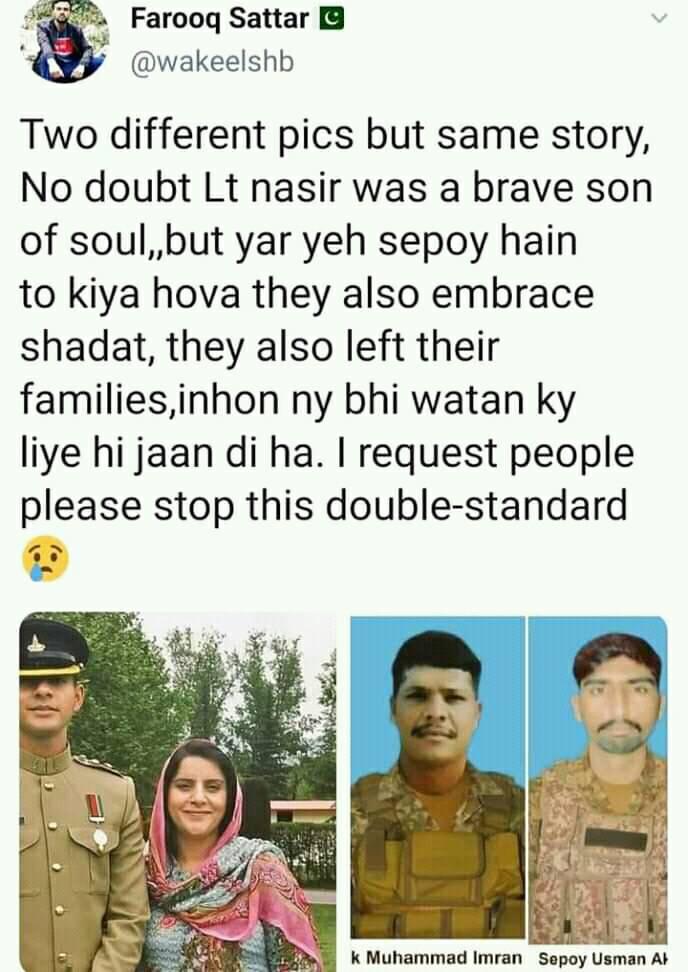 Farooq Sattar
@wakeelshb
Two different pics but same story,
No doubt Lt nasir was a brave son
of soul,,but yar yeh sepoy hain
to kiya hova they also embrace
shadat, they also left their
families,inhon ny bhi watan ky
liye hi jaan di ha. I request people
please stop this double-standard
😢
k Muhammad Imran Sepoy Usman Ak